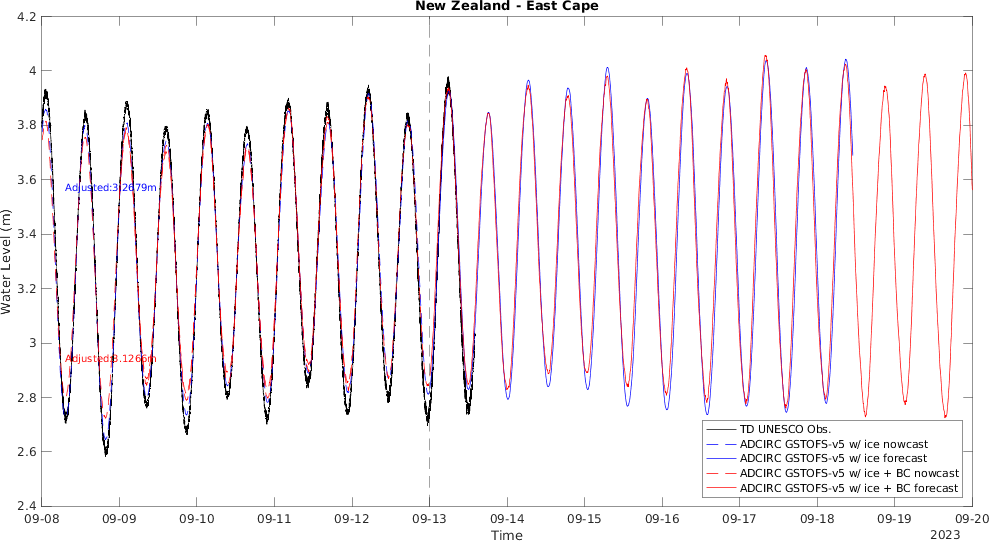 New Zealand - East Cape
4.2
4
3.8
3.6
3.4
3.2
3
2.8
2.6
2.4
Water Level (m)
Adjusted:3.2679m
Adjusted:3.1266m
TD UNESCO Obs.
ADCIRC GSTOFS-v5 w/ ice nowcast
ADCIRC GSTOFS-v5 w/ ice forecast
ADCIRC GSTOFS-v5 w/ ice + BC nowcast
ADCIRC GSTOFS-v5 w/ ice + BC forecast
09-08 09-09 09-10 09-11 09-12 09-13 09-14 09-15 09-16 09-17 09-18 09-19 09-20
Time
2023